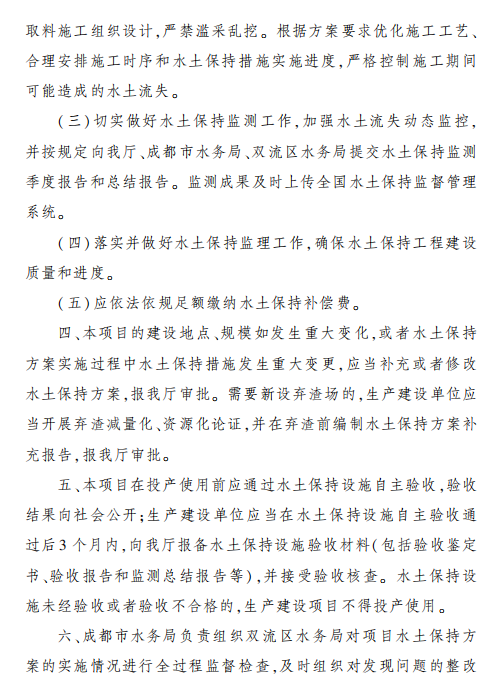 取料施工组织设计,严禁滥采乱挖。根据方案要求优化施工工艺、
合理安排施工时序和水土保持措施实施进度,严格控制施工期间
可能造成的水土流失。
(三)切实做好水土保持监测工作,加强水土流失动态监控,
并按规定向我厅、成都市水务局、双流区水务局提交水土保持监测
季度报告和总结报告。监测成果及时上传全国水土保持监督管理
系统。
(四)落实并做好水土保持监理工作,确保水土保持工程建设
质量和进度。
(五)应依法依规足额缴纳水土保持补偿费。
四、本项目的建设地点、规模如发生重大变化,或者水土保持
方案实施过程中水土保持措施发生重大变更,应当补充或者修改
水土保持方案,报我厅审批。需要新设弃渣场的,生产建设单位应
当开展弃渣减量化、资源化论证,并在弃渣前编制水土保持方案补
充报告,报我厅审批。
五、本项目在投产使用前应通过水土保持设施自主验收,验收
结果向社会公开;生产建设单位应当在水土保持设施自主验收通
过后3个月内,向我厅报备水土保持设施验收材料(包括验收鉴定
书、验收报告和监测总结报告等),并接受验收核查。水土保持设
施未经验收或者验收不合格的,生产建设项目不得投产使用。
六、成都市水务局负责组织双流区水务局对项目水土保持方
案的实施情况进行全过程监督检查,及时组织对发现问题的整改